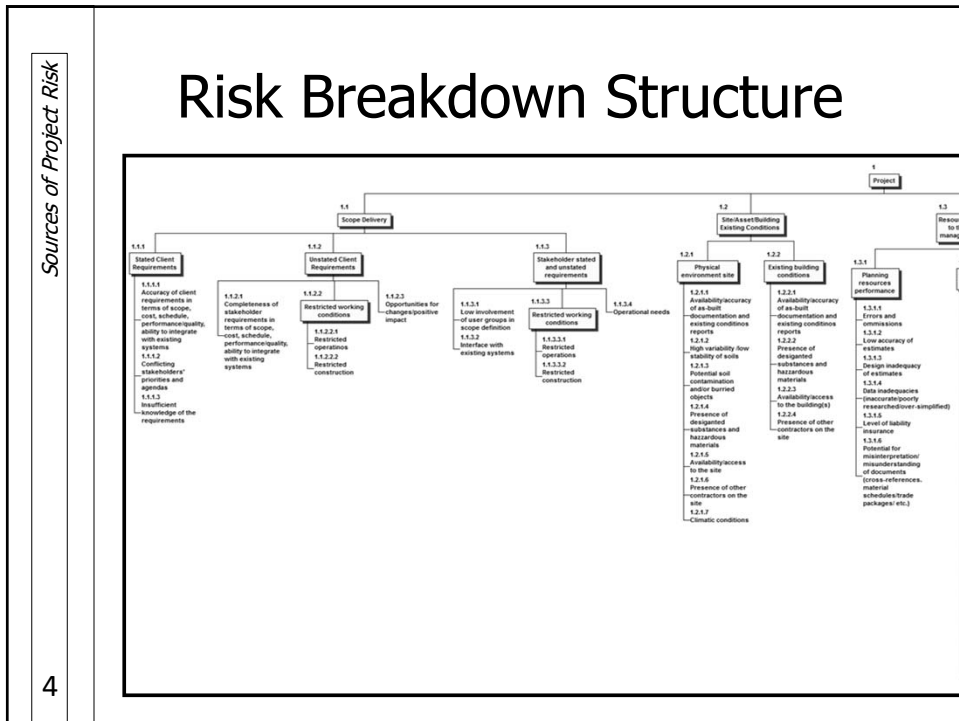 Sources of Project Risk
Risk Breakdown Structure
1
Project
1.1
Scope Delivery
1.2
Site/Asset/Building
Existing Conditions
1.3
1.1.1
Stated Client
Requirements
1.1.1.1
Accuracy of client
requirements in
terms of scope,
cost, schedule,
performance/quality,
ability to integrate
with existing
systems
1.1.1.2
Conflicting
stakeholders'
priorities and
agendas
1.1.1.3
Insufficient
knowledge of the
requirements
1.1.2
Unstated Client
Requirements
1.1.2.1
Completeness of
stakeholder
requirements in
terms of scope,
cost, schedule,
performance/quality,
ability to integrate
with existing
systems
1.1.2.2
Restricted working
conditions
1.1.2.2.1
Restricted
operatinos
1.1.2.2.2
Restricted
construction
1.1.2.3
Opportunities for
changes/positive
impact
1.1.3
Stakeholder stated
and unstated
requirements
1.1.3.1
Low involvement
of user groups in
scope definition
1.1.3.2
Interface with
existing systems
1.1.3.3
Restricted working
conditions
1.1.3.3.1
Restricted
operations
1.1.3.3.2
Restricted
construction
1.1.3.4
Operational needs
1.2.1
Physical
environment site
1.2.1.1
Availability/accuracy
of as-built
documentation and
existing conditinos
reports
1.2.1.2
High variability /low
stability of soils
1.2.1.3
Potential soil
contamination
and/or burried
objects
1.2.1.4
Presence of
desiganted
substances and
hazzardous
materials
1.2.1.5
Availability/access
to the site
1.2.1.6
Presence of other
contractors on the
site
1.2.1.7
Climatic conditions
1.2.2
Existing building
conditions
1.2.2.1
Availability/accuracy
of as-built
documentation and
existing conditinos
reports
1.2.2.2
Presence of
desiganted
substances and
hazzardous
materials
1.2.2.3
Availability/access
to the building(s)
1.2.2.4
Presence of other
contractors on the
site
1.3.1
Planning
resources
performance
1.3.1.1
Errors and
ommissions
1.3.1.2
Low accuracy of
estimates
1.3.1.3
Design inadequacy
of estimates
1.3.1.4
Data inadequacies
(inaccurate/poorly
researched/over-simplified)
1.3.1.5
Level of liability
insurance
1.3.1.6
Potential for
misinterpretation/
misunderstanding
of documents
(cross-references.
material
schedules/trade
packages/ etc.)
4